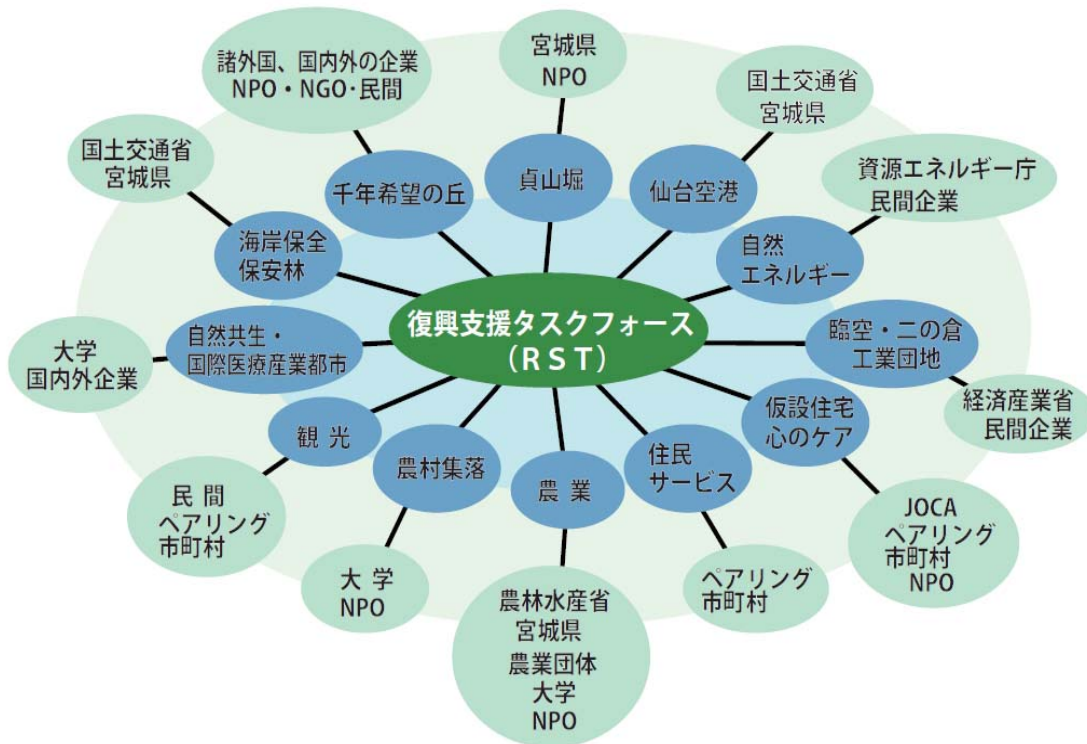 諸外国、国内外の企業
NPO・NGO・民間
宮城県
NPO
国土交通省
宮城県
国土交通省
宮城県
資源エネルギー庁
民間企業
千年希望の丘
貞山堀
仙台空港
海岸保全
保安林
自然
エネルギー
復興支援タスクフォース
（ＲＳＴ）
自然共生・
国際医療産業都市
臨空・二の倉
工業団地
大学
国内外企業
経済産業省
民間企業
観 光
農村集落
農 業
住民
サービス
仮設住宅
心のケア
民 間
ペアリング
市町村
大 学
NPO
農林水産省
宮城県
農業団体
大学
NPO
ペアリング
市町村
JOCA
ペアリング
市町村
NPO